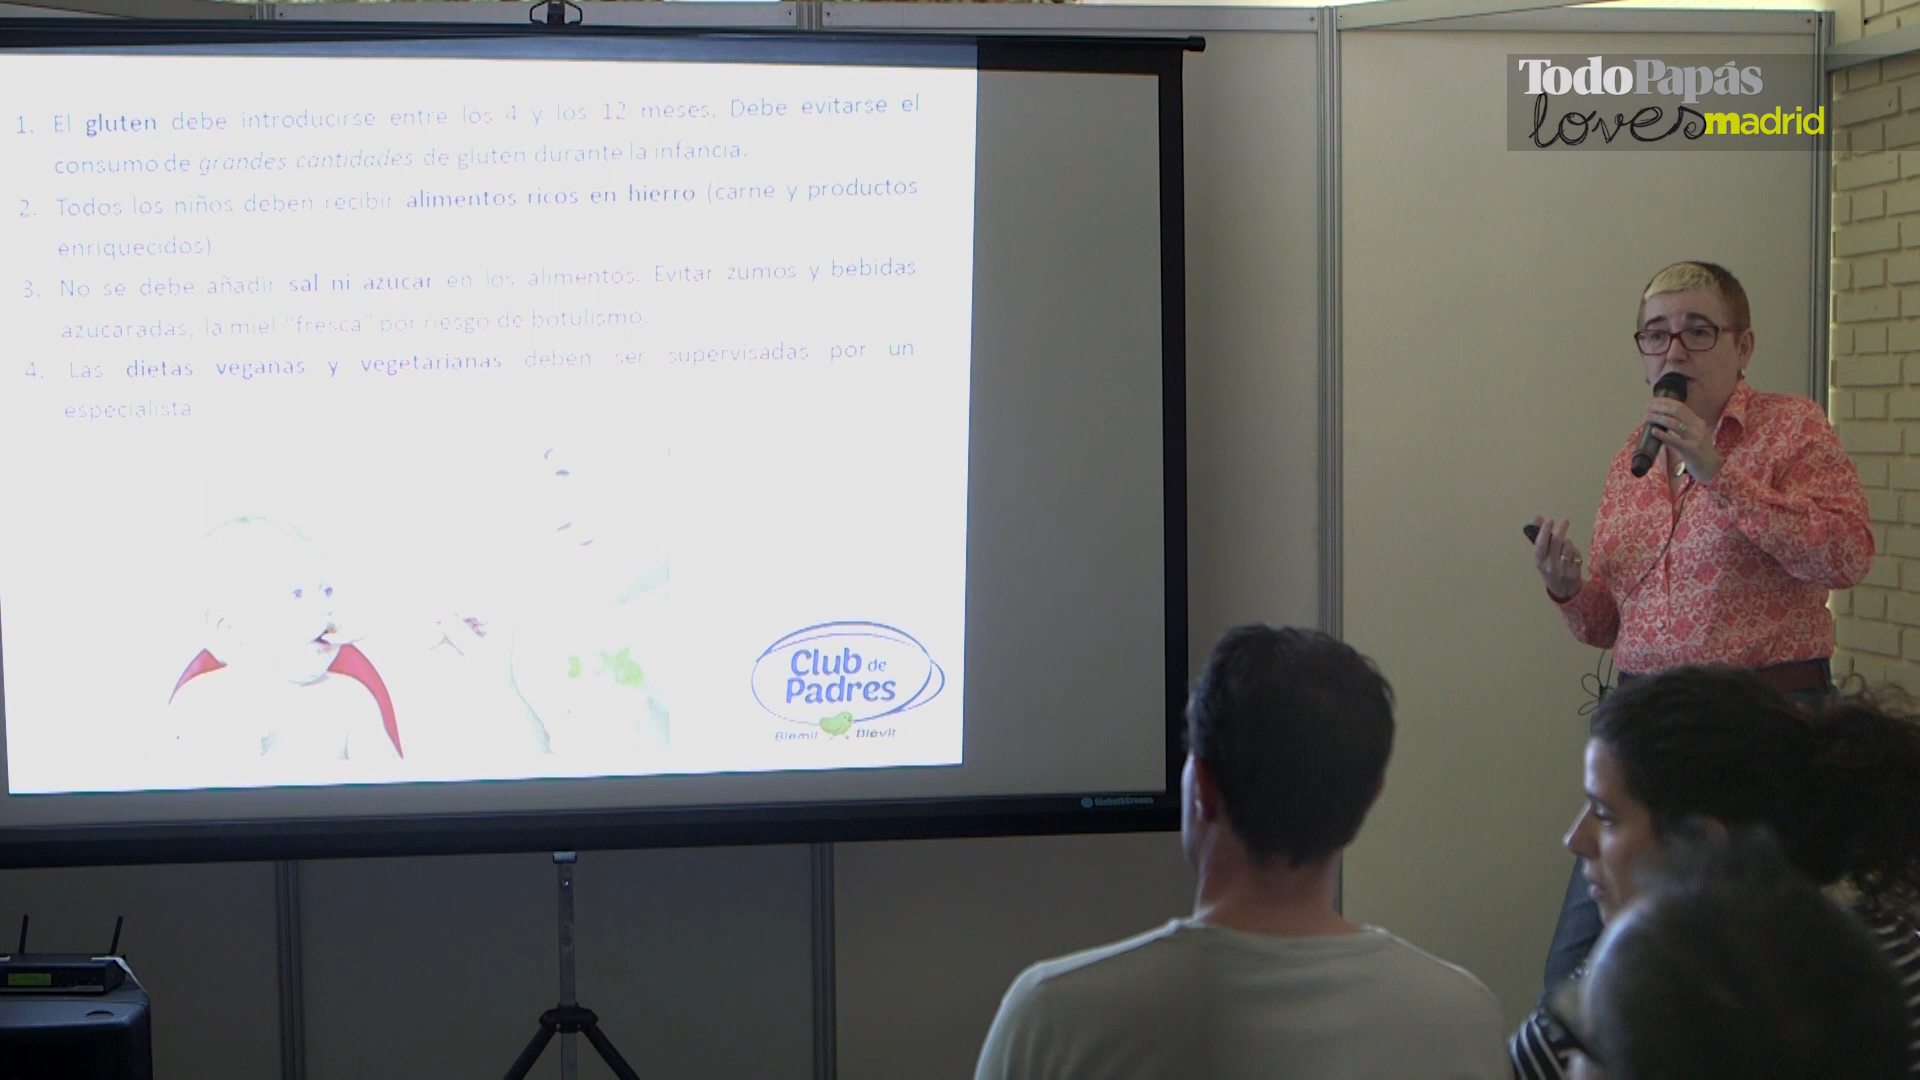 TodoPapás
loves madrid
1. El gluten debe introducirse entre los 4 y los 12 meses. Debe evitarse el
consumo de grandes cantidades de gluten durante la infancia.
2. Todos los niños deben recibir alimentos ricos en hierro (carne y productos
enriquecidos)
3. No se debe añadir sal ni azúcar en los alimentos. Evitar zumos y bebidas
azucaradas, la miel "fresca" por riesgo de botulismo.
4. Las dietas veganas y vegetarianas deben ser supervisadas por un
especialista
Club de
Padres
Blemil Blevit